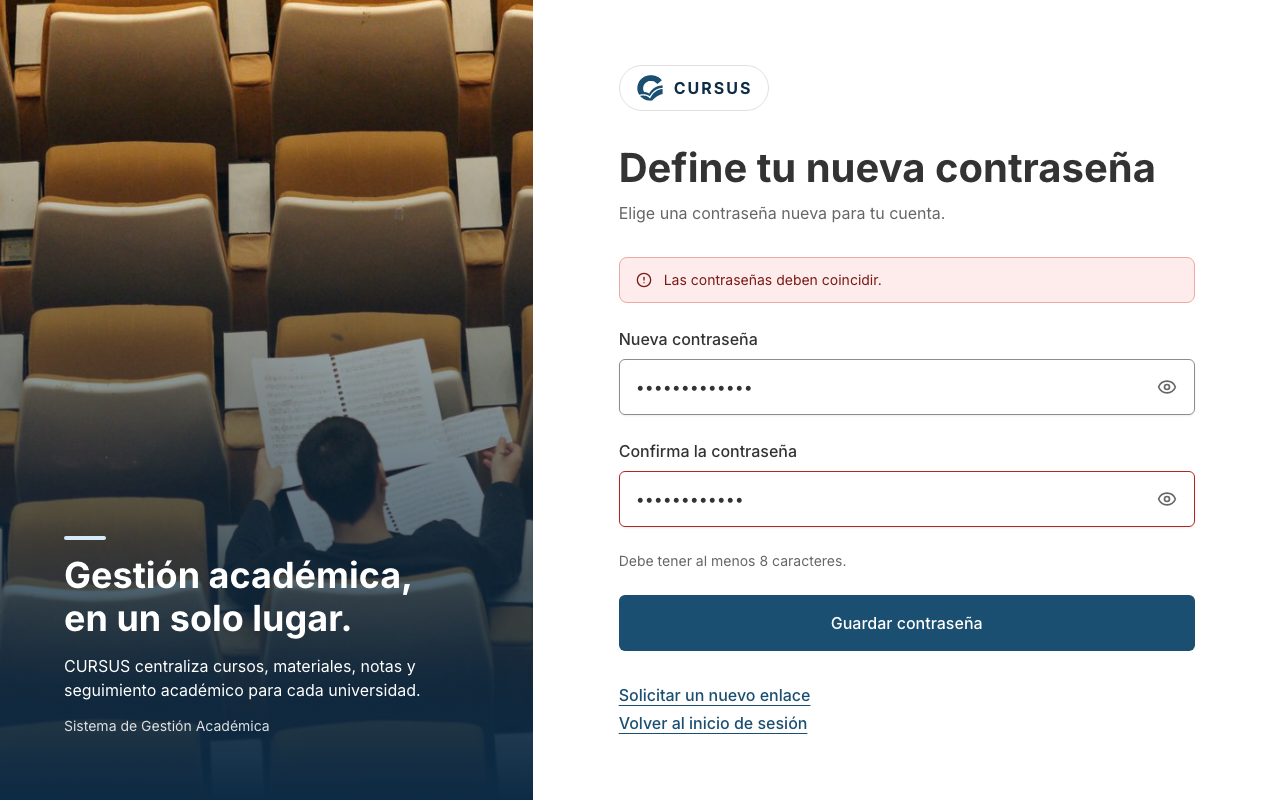 CURSUS
Define tu nueva contraseña
Elige una contraseña nueva para tu cuenta.
Las contraseñas deben coincidir.
Nueva contraseña
•••••••••••••
Confirma la contraseña
••••••••••••
Debe tener al menos 8 caracteres.
Guardar contraseña
Solicitar un nuevo enlace
Volver al inicio de sesión
Gestión académica,
en un solo lugar.
CURSUS centraliza cursos, materiales, notas y
seguimiento académico para cada universidad.
Sistema de Gestión Académica